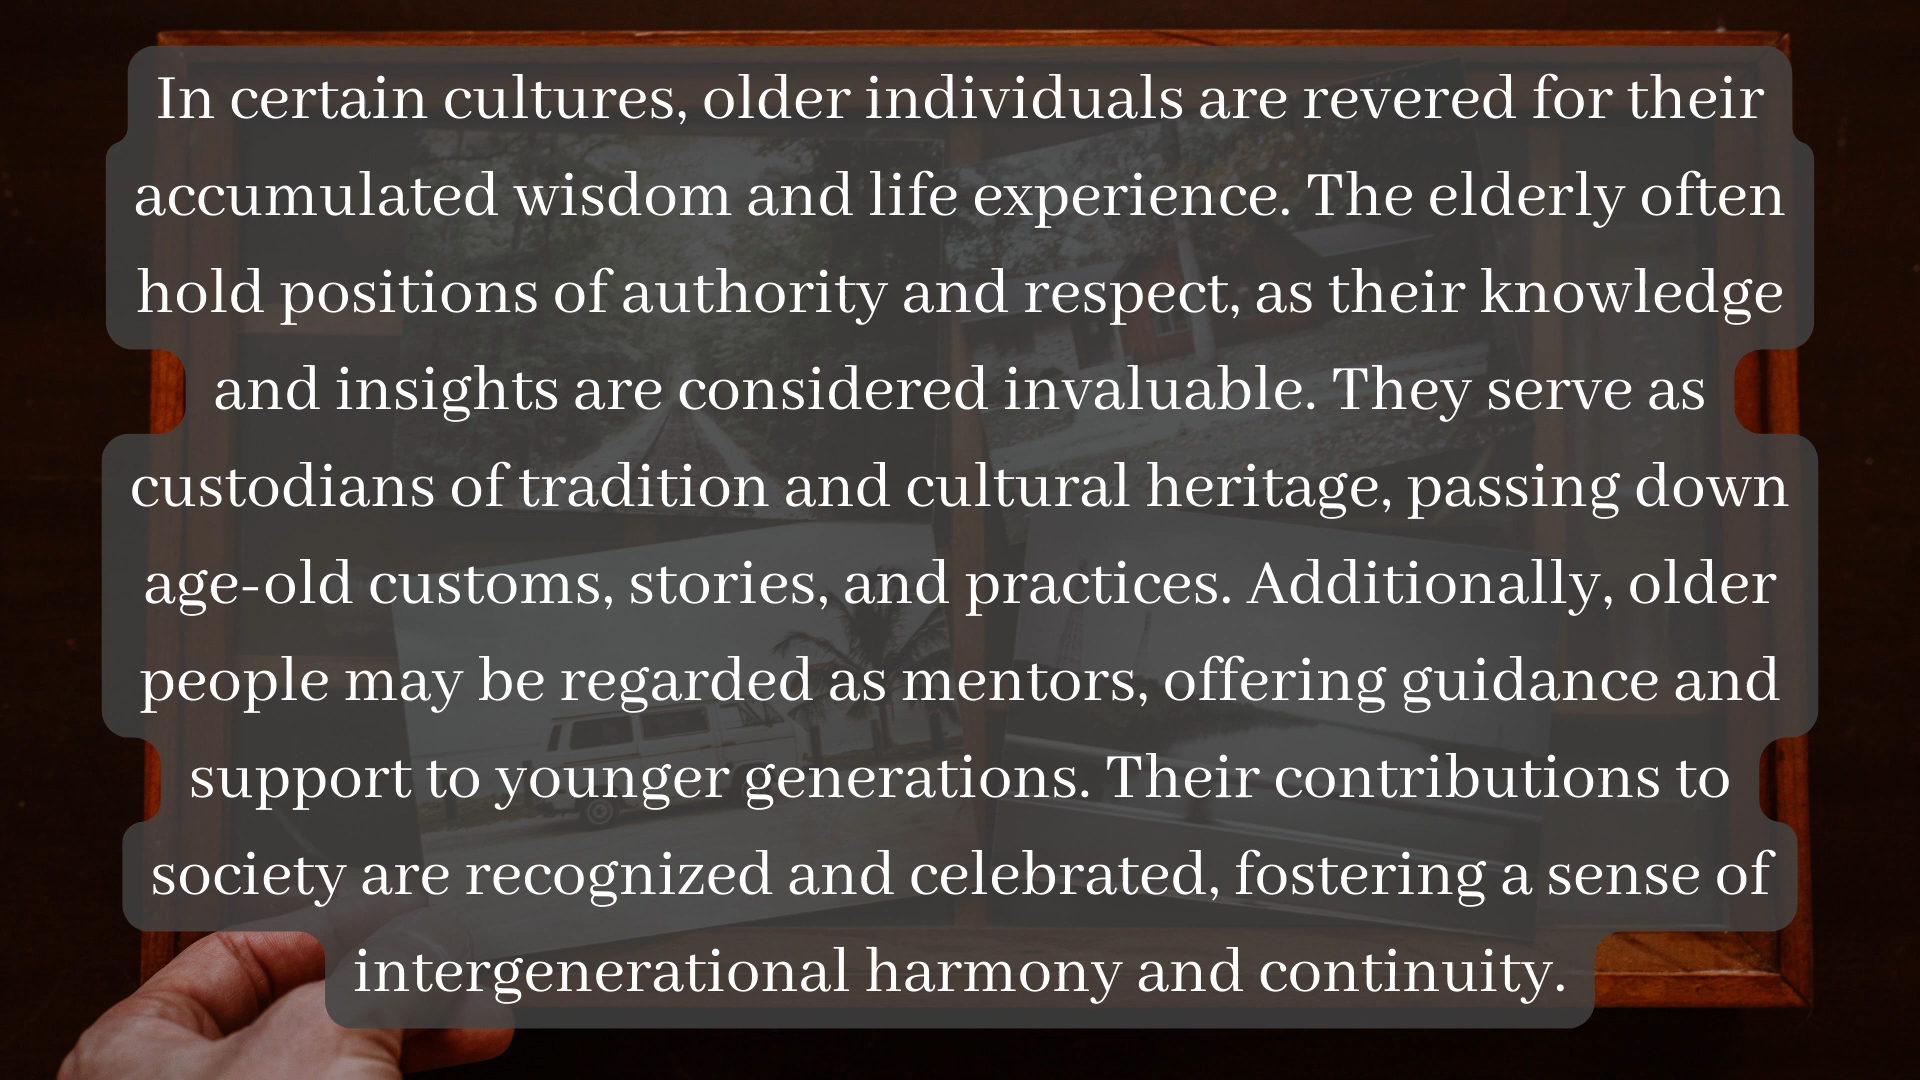 In certain cultures, older individuals are revered for their
accumulated wisdom and life experience. The elderly often
hold positions of authority and respect, as their knowledge
and insights are considered invaluable. They serve as
custodians of tradition and cultural heritage, passing down
age-old customs, stories, and practices. Additionally, older
people may be regarded as mentors, offering guidance and
support to younger generations. Their contributions to
society are recognized and celebrated, fostering a sense of
intergenerational harmony and continuity.